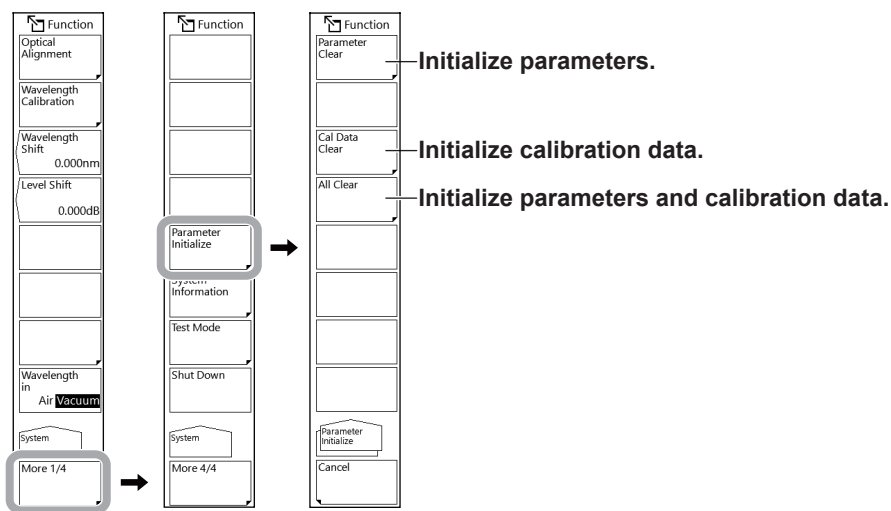 Function
Optical
Alignment
Wavelength
Calibration
Wavelength
Shift
0.000nm
Level Shift
0.000dB
Wavelength
in
Air Vacuum
System
More 1/4
Function
Parameter
Initialize
System
Information
Test Mode
Shut Down
System
More 4/4
Function
Parameter
Clear
Initialize parameters.
Cal Data
Clear
Initialize calibration data.
All Clear
Initialize parameters and calibration data.
Parameter
Initialize
Cancel